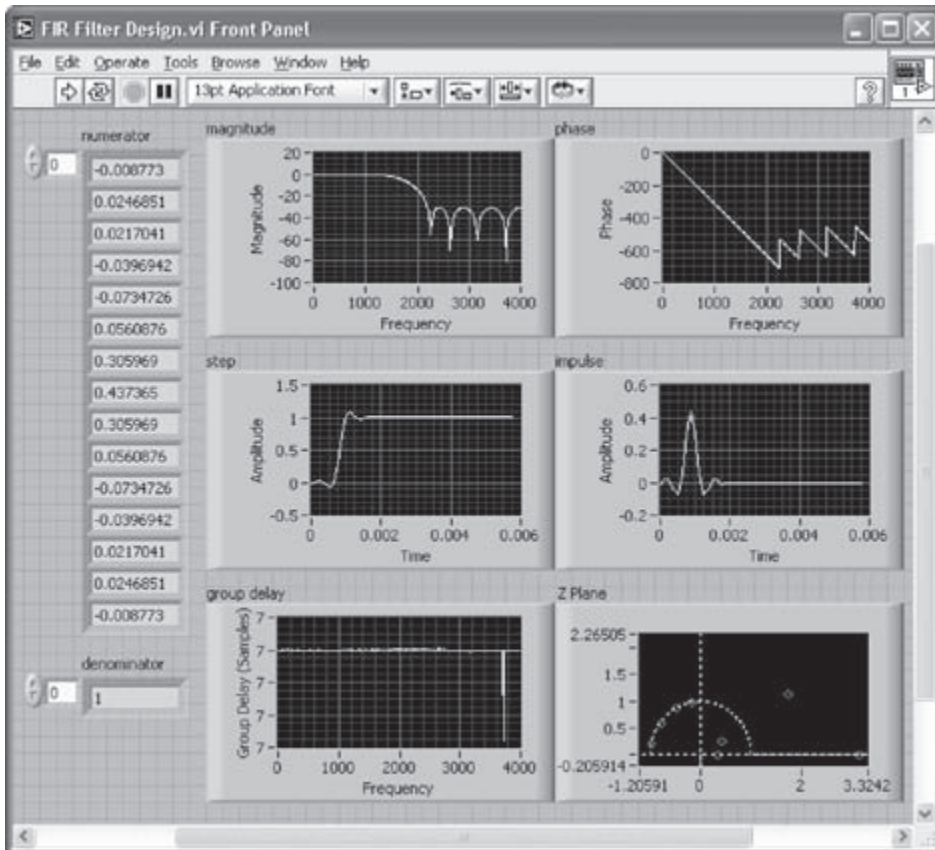 FIR Filter Design.vi Front Panel
File Edit Operate Tools Browse Window Help
13pt Application Font
1
numerator
0
-0.008773
0.0246851
0.0217041
-0.0396942
-0.0734726
0.0560876
0.305969
0.437365
0.305969
0.0560876
-0.0734726
-0.0396942
0.0217041
0.0246851
-0.008773
denominator
0
1
magnitude
Magnitude
20
0
-20
-40
-60
-80
-100
0 1000 2000 3000 4000
Frequency
phase
Phase
0
-200
-400
-600
-800
0 1000 2000 3000 4000
Frequency
step
Amplitude
1.5
1
0.5
0
-0.5
0 0.002 0.004 0.006
Time
impulse
Amplitude
0.6
0.4
0.2
0
-0.2
0 0.002 0.004 0.006
Time
group delay
Group Delay (Samples)
7
7
7
7
0 1000 2000 3000 4000
Frequency
Z Plane
2.26505
1.5
1
0.5
-0.205914
-1.20591 0 2 3.3242